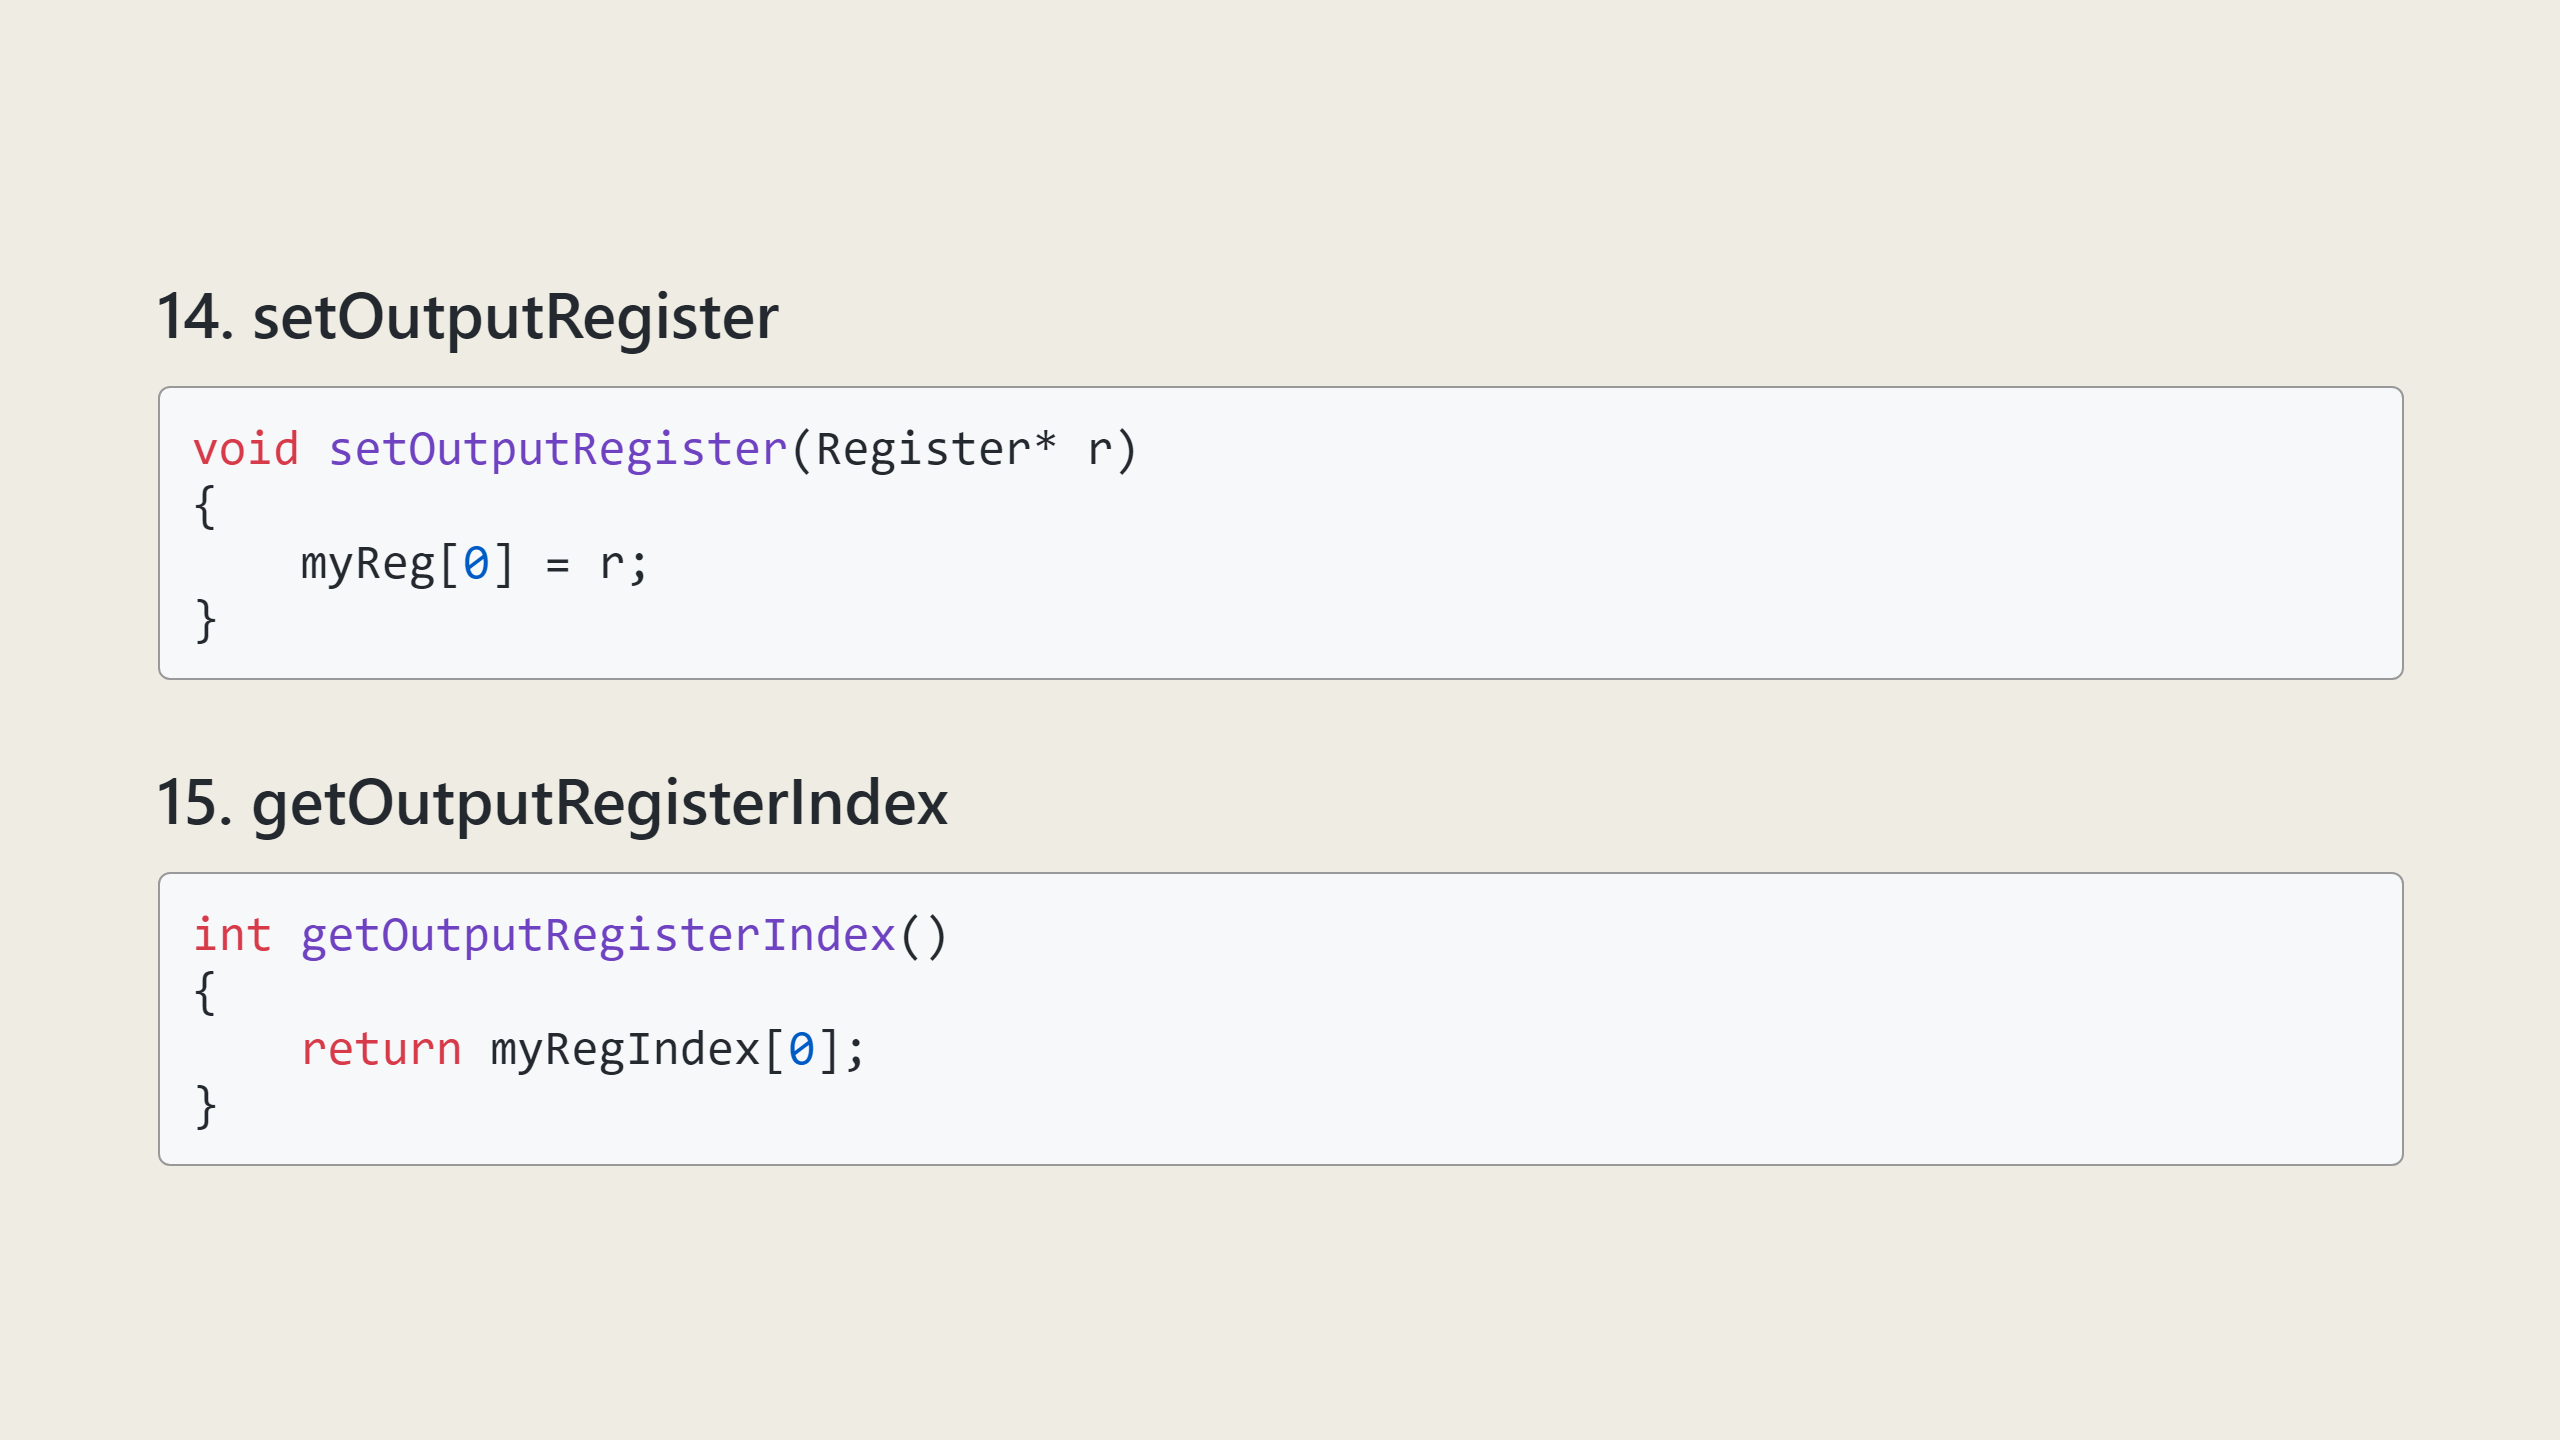 14. setOutputRegister
void setOutputRegister(Register* r)
{
    myReg[0] = r;
}
15. getOutputRegisterIndex
int getOutputRegisterIndex()
{
    return myRegIndex[0];
}